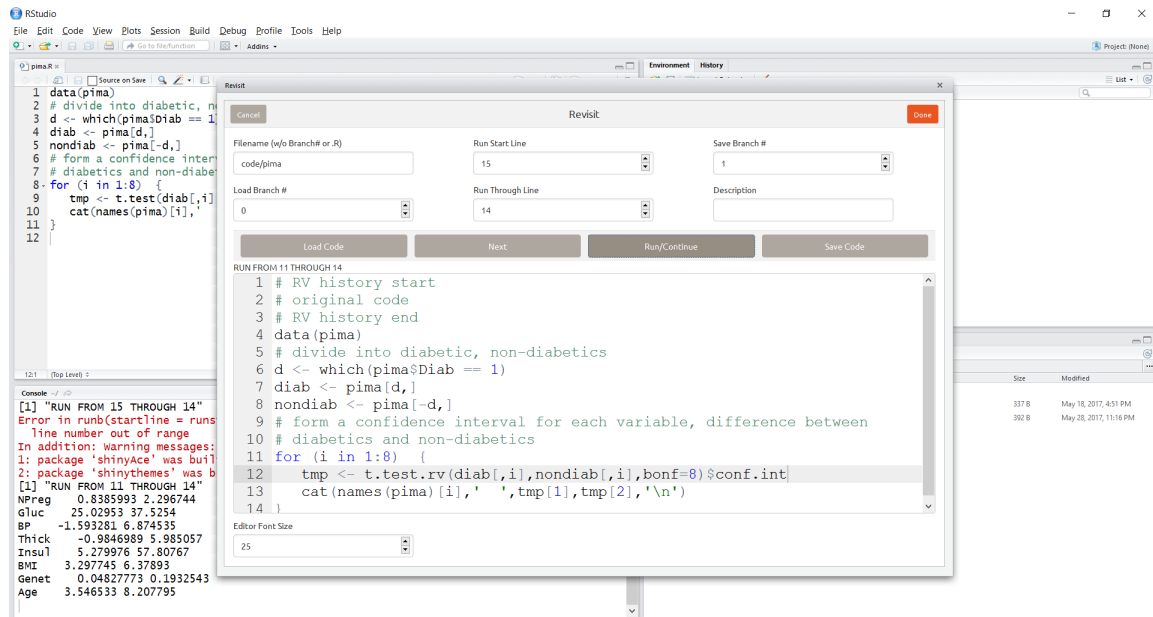 RStudio
File Edit Code View Plots Session Build Debug Profile Tools Help
Go to file/function Addins Project: (None)
pima.R
Source on Save
1 data(pima)
2 # divide into diabetic, n
3 d <- which(pima$Diab == 1
4 diab <- pima[d,]
5 nondiab <- pima[-d,]
6 # form a confidence inter
7 # diabetics and non-diabe
8 for (i in 1:8) {
9 tmp <- t.test(diab[,i]
10 cat(names(pima)[i],'
11 }
12
12:1 (Top Level)
Console ~/
[1] "RUN FROM 15 THROUGH 14"
Error in runb(startline = runs
line number out of range
In addition: Warning messages:
1: package 'shinyAce' was buil
2: package 'shinythemes' was b
[1] "RUN FROM 11 THROUGH 14"
NPreg 0.8385993 2.296744
Gluc 25.02953 37.5254
BP -1.593281 6.874535
Thick -0.9846989 5.985057
Insul 5.279976 57.80767
BMI 3.297745 6.37893
Genet 0.04827773 0.1932543
Age 3.546533 8.207795
Revisit
Cancel Revisit Done
Filename (w/o Branch# or .R) Run Start Line Save Branch #
code/pima 15 1
Load Branch # Run Through Line Description
0 14
Load Code Next Run/Continue Save Code
RUN FROM 11 THROUGH 14
1 # RV history start
2 # original code
3 # RV history end
4 data(pima)
5 # divide into diabetic, non-diabetics
6 d <- which(pima$Diab == 1)
7 diab <- pima[d,]
8 nondiab <- pima[-d,]
9 # form a confidence interval for each variable, difference between
10 # diabetics and non-diabetics
11 for (i in 1:8) {
12 tmp <- t.test.rv(diab[,i],nondiab[,i],bonf=8)$conf.int
13 cat(names(pima)[i],' ',tmp[1],tmp[2],'\n')
14 }
Editor Font Size
25
Environment History
List
Size Modified
337 B May 18, 2017, 4:51 PM
392 B May 28, 2017, 11:16 PM